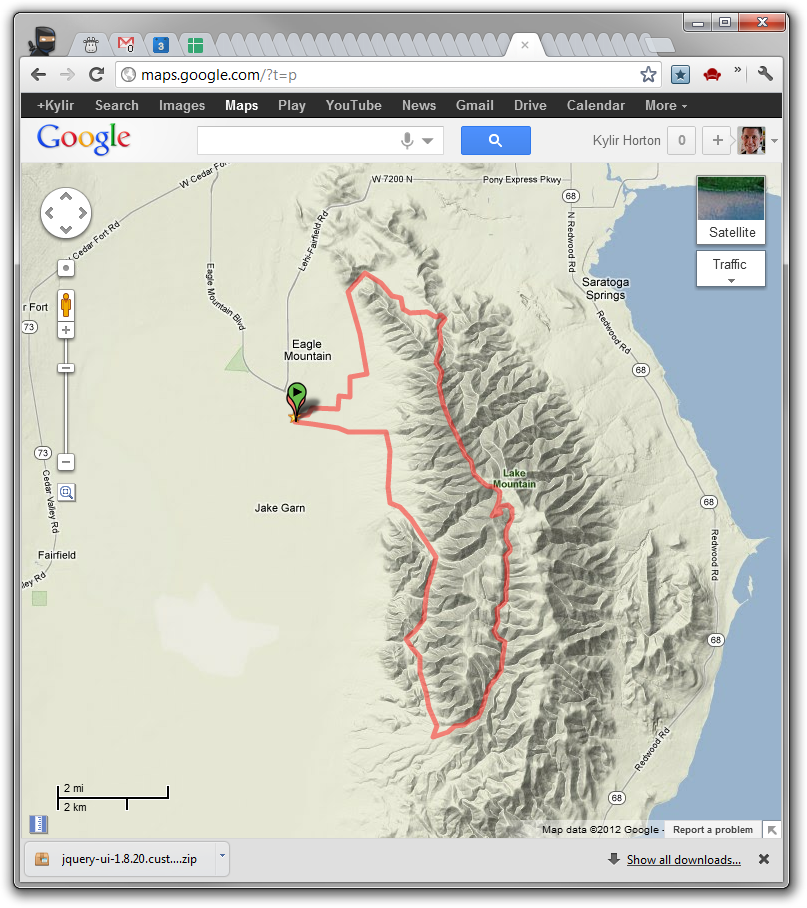 0
3
maps.google.com/?t=p
»
+Kylir Search Images Maps Play YouTube News Gmail Drive Calendar More
Google
Kylir Horton 0 +
W Cedar Fort
W 7200 N
Pony Express Pkwy
68
Satellite
Traffic
W Cedar Fort Rd
Lehi-Fairfield Rd
N Redwood Rd
Eagle Mountain Blvd
Saratoga
Springs
r Fort
73
Redwood Rd
Eagle
Mountain
68
73
Cedar Valley Rd
Lake
Mountain
68
Jake Garn
Redwood Rd
Fairfield
ley Rd
73
68
Redwood Rd
2 mi
2 km
68
Map data ©2012 Google -
Report a problem
jquery-ui-1.8.20.cust....zip
Show all downloads...